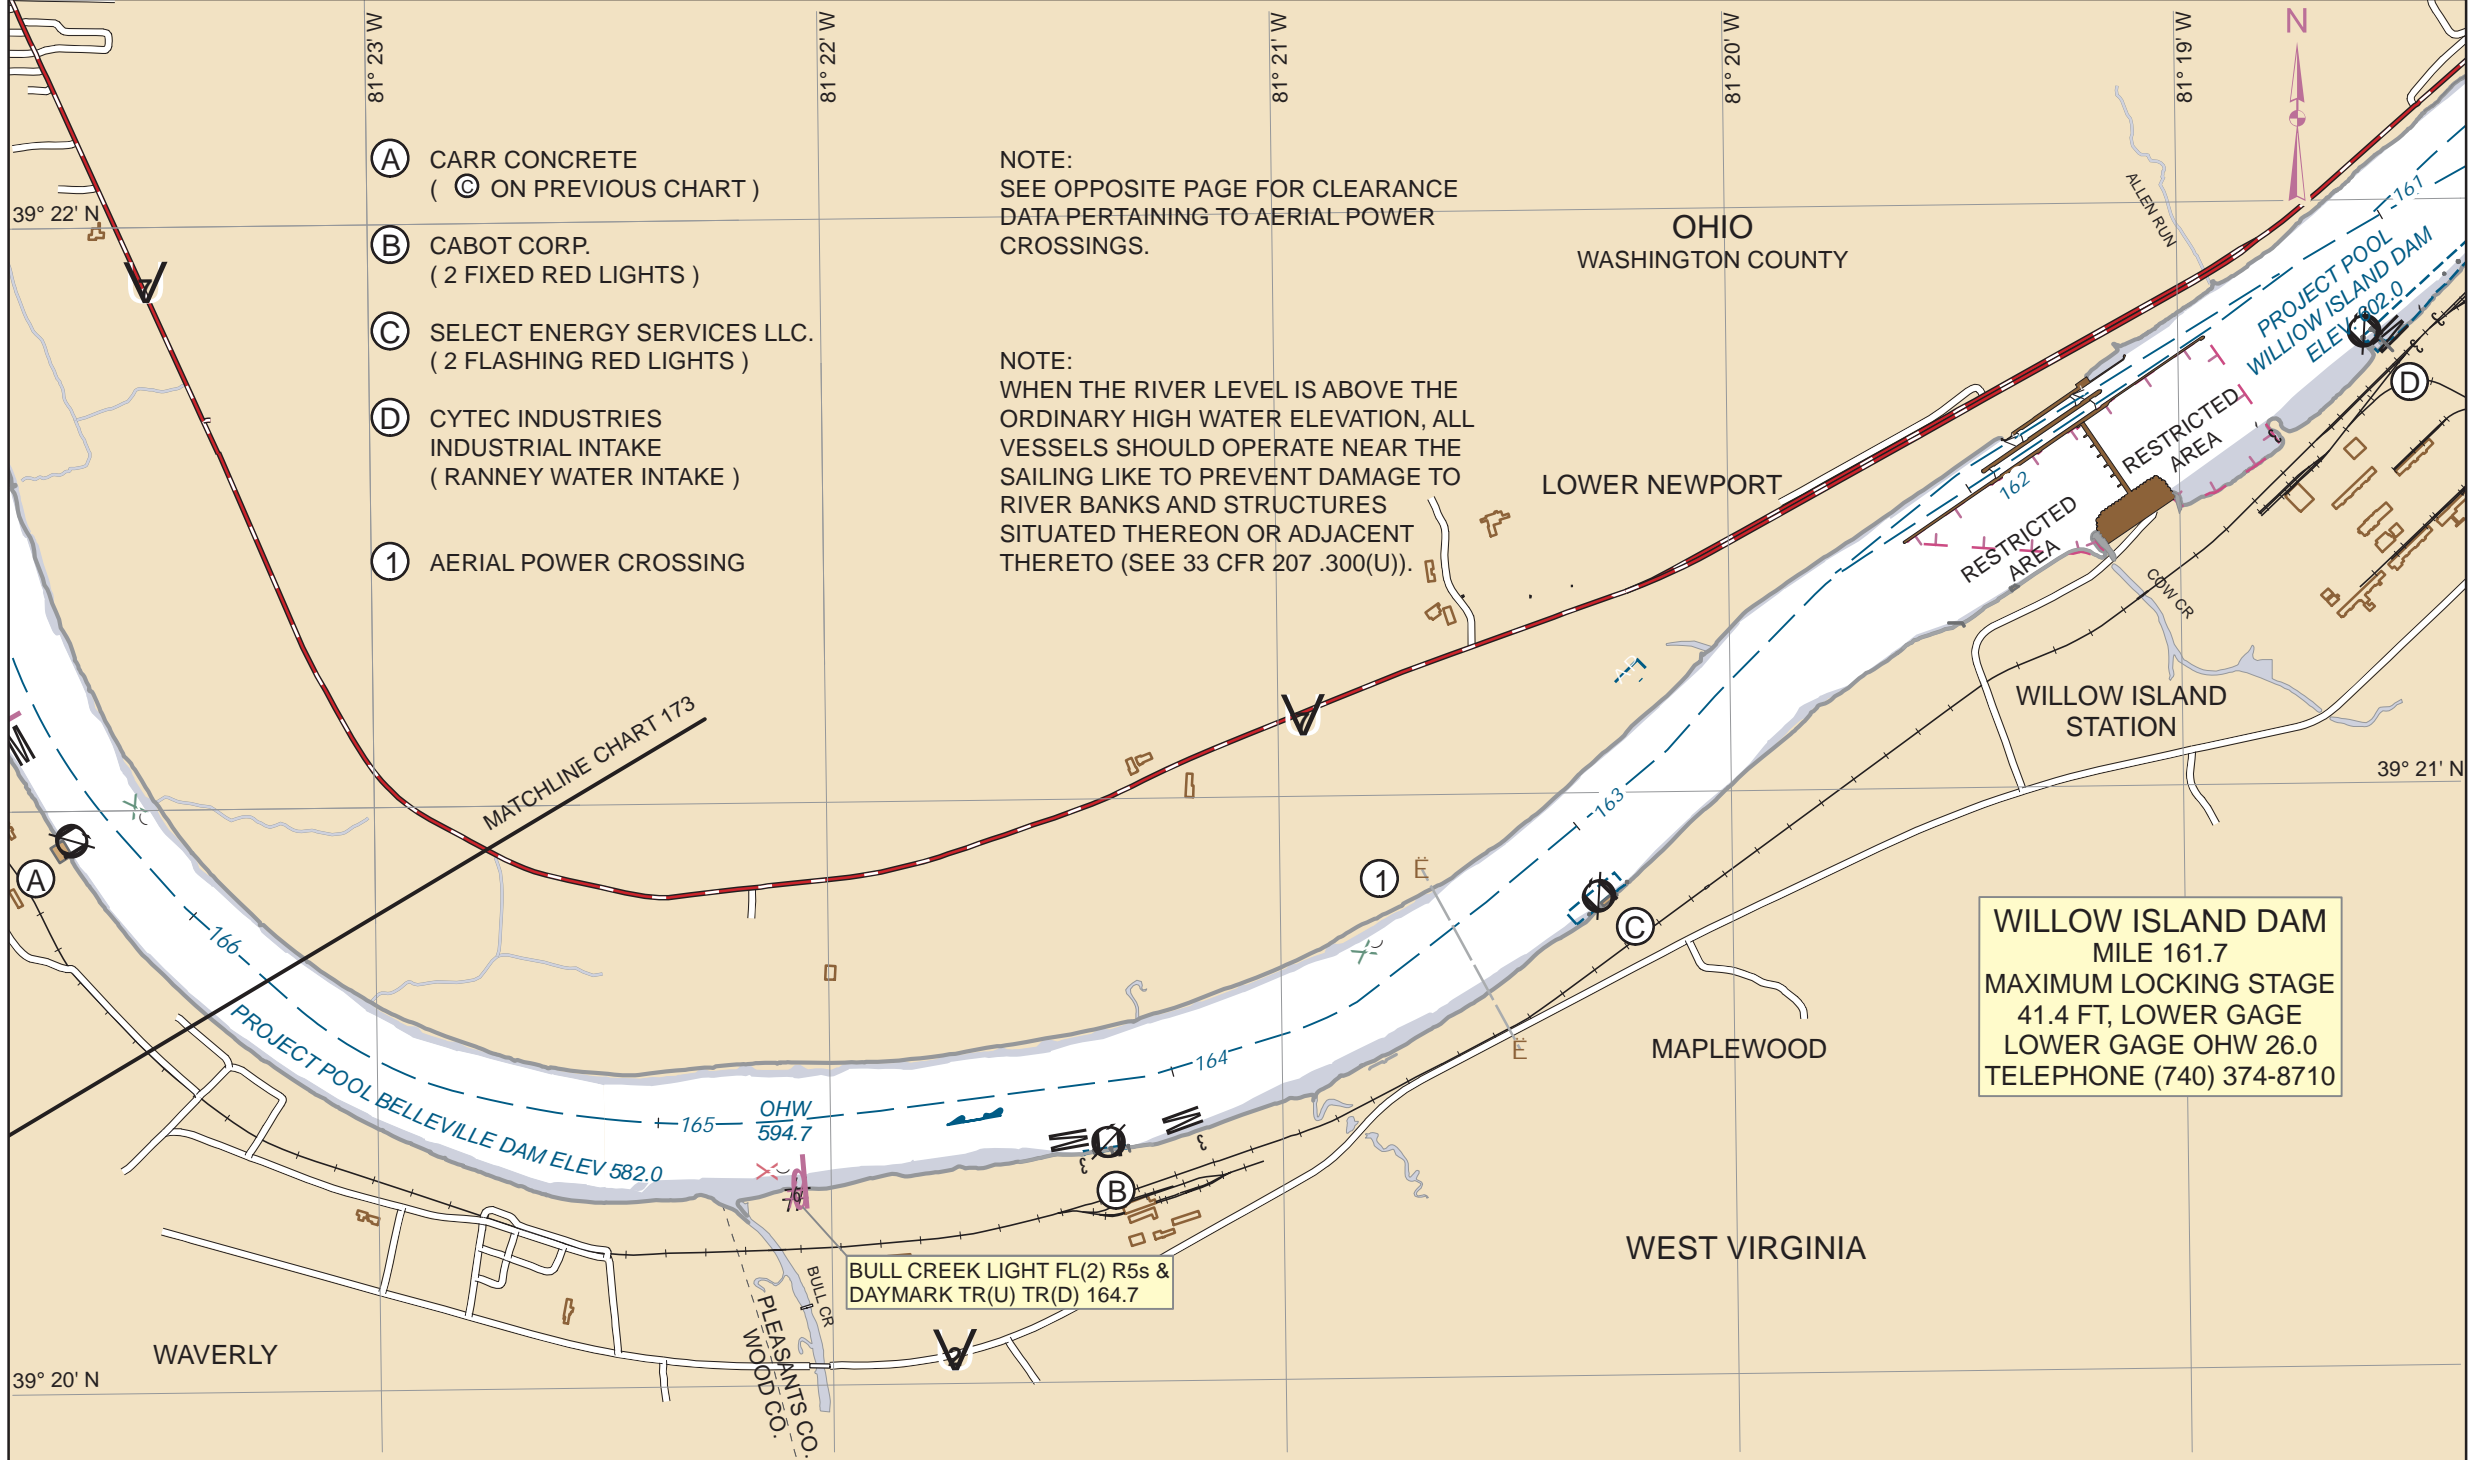 81° 23' W
81° 22' W
81° 21' W
81° 20' W
81° 19' W
N
39° 22' N
A CARR CONCRETE
( C ON PREVIOUS CHART )
B CABOT CORP.
( 2 FIXED RED LIGHTS )
C SELECT ENERGY SERVICES LLC.
( 2 FLASHING RED LIGHTS )
D CYTEC INDUSTRIES
INDUSTRIAL INTAKE
( RANNEY WATER INTAKE )
1 AERIAL POWER CROSSING
NOTE:
SEE OPPOSITE PAGE FOR CLEARANCE
DATA PERTAINING TO AERIAL POWER
CROSSINGS.
NOTE:
WHEN THE RIVER LEVEL IS ABOVE THE
ORDINARY HIGH WATER ELEVATION, ALL
VESSELS SHOULD OPERATE NEAR THE
SAILING LIKE TO PREVENT DAMAGE TO
RIVER BANKS AND STRUCTURES
SITUATED THEREON OR ADJACENT
THERETO (SEE 33 CFR 207 .300(U)).
OHIO
WASHINGTON COUNTY
ALLEN RUN
161
PROJECT POOL
WILLIOW ISLAND DAM
ELEV. 602.0
D
RESTRICTED
AREA
162
RESTRICTED
AREA
LOWER NEWPORT
COW CR
WILLOW ISLAND
STATION
39° 21' N
MATCHLINE CHART 173
163
A
1
C
166
WILLOW ISLAND DAM
MILE 161.7
MAXIMUM LOCKING STAGE
41.4 FT, LOWER GAGE
LOWER GAGE OHW 26.0
TELEPHONE (740) 374-8710
MAPLEWOOD
164
PROJECT POOL BELLEVILLE DAM ELEV 582.0
165
OHW
594.7
B
WEST VIRGINIA
BULL CREEK LIGHT FL(2) R5s &
DAYMARK TR(U) TR(D) 164.7
BULL CR
PLEASANTS CO.
WOOD CO.
WAVERLY
39° 20' N